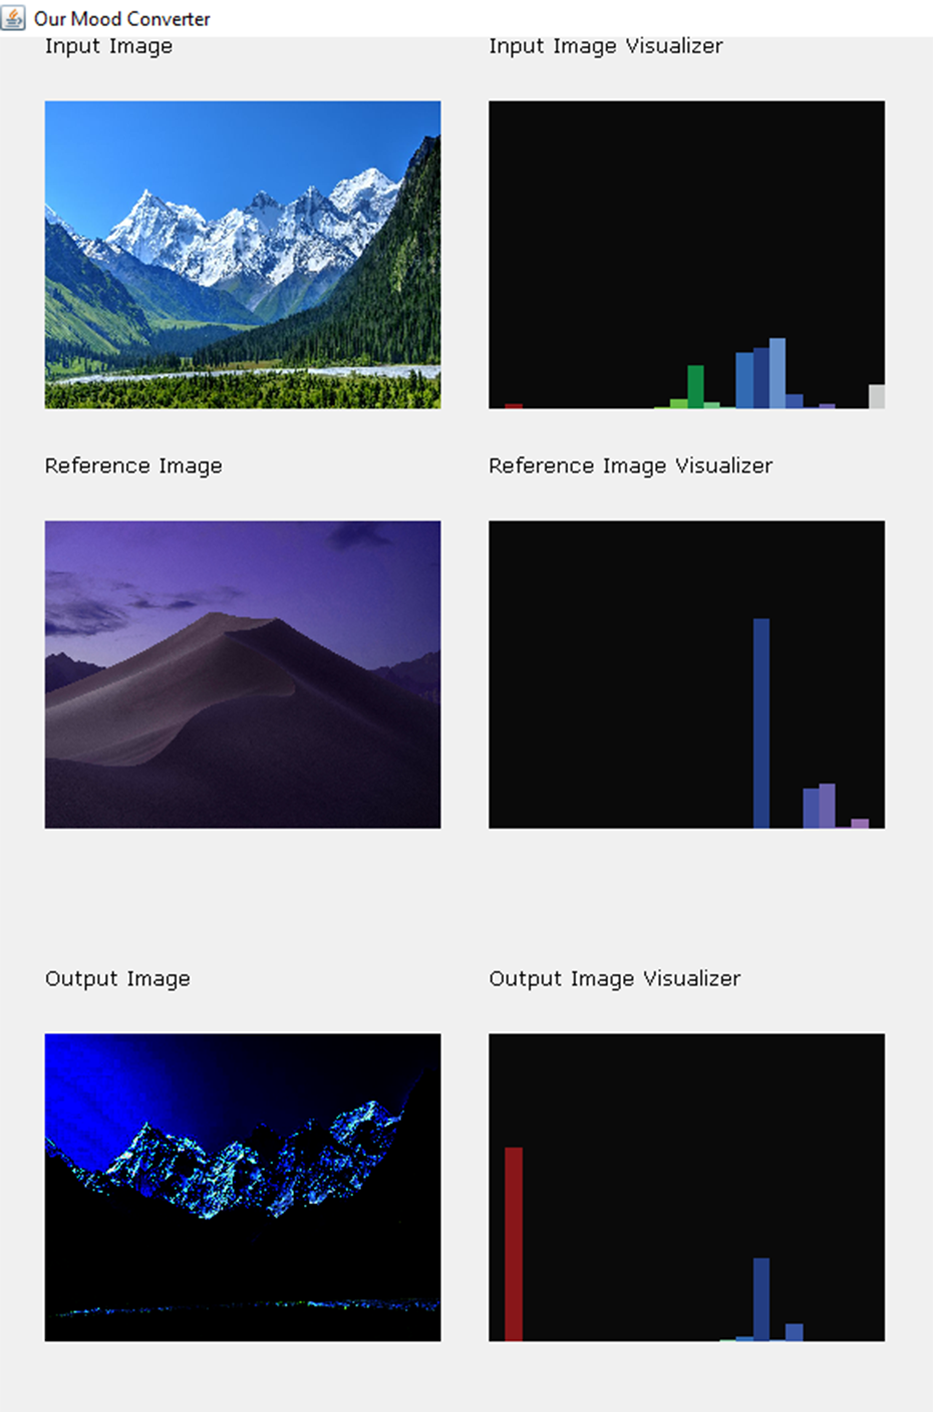 Our Mood Converter
Input Image
Input Image Visualizer
Reference Image
Reference Image Visualizer
Output Image
Output Image Visualizer